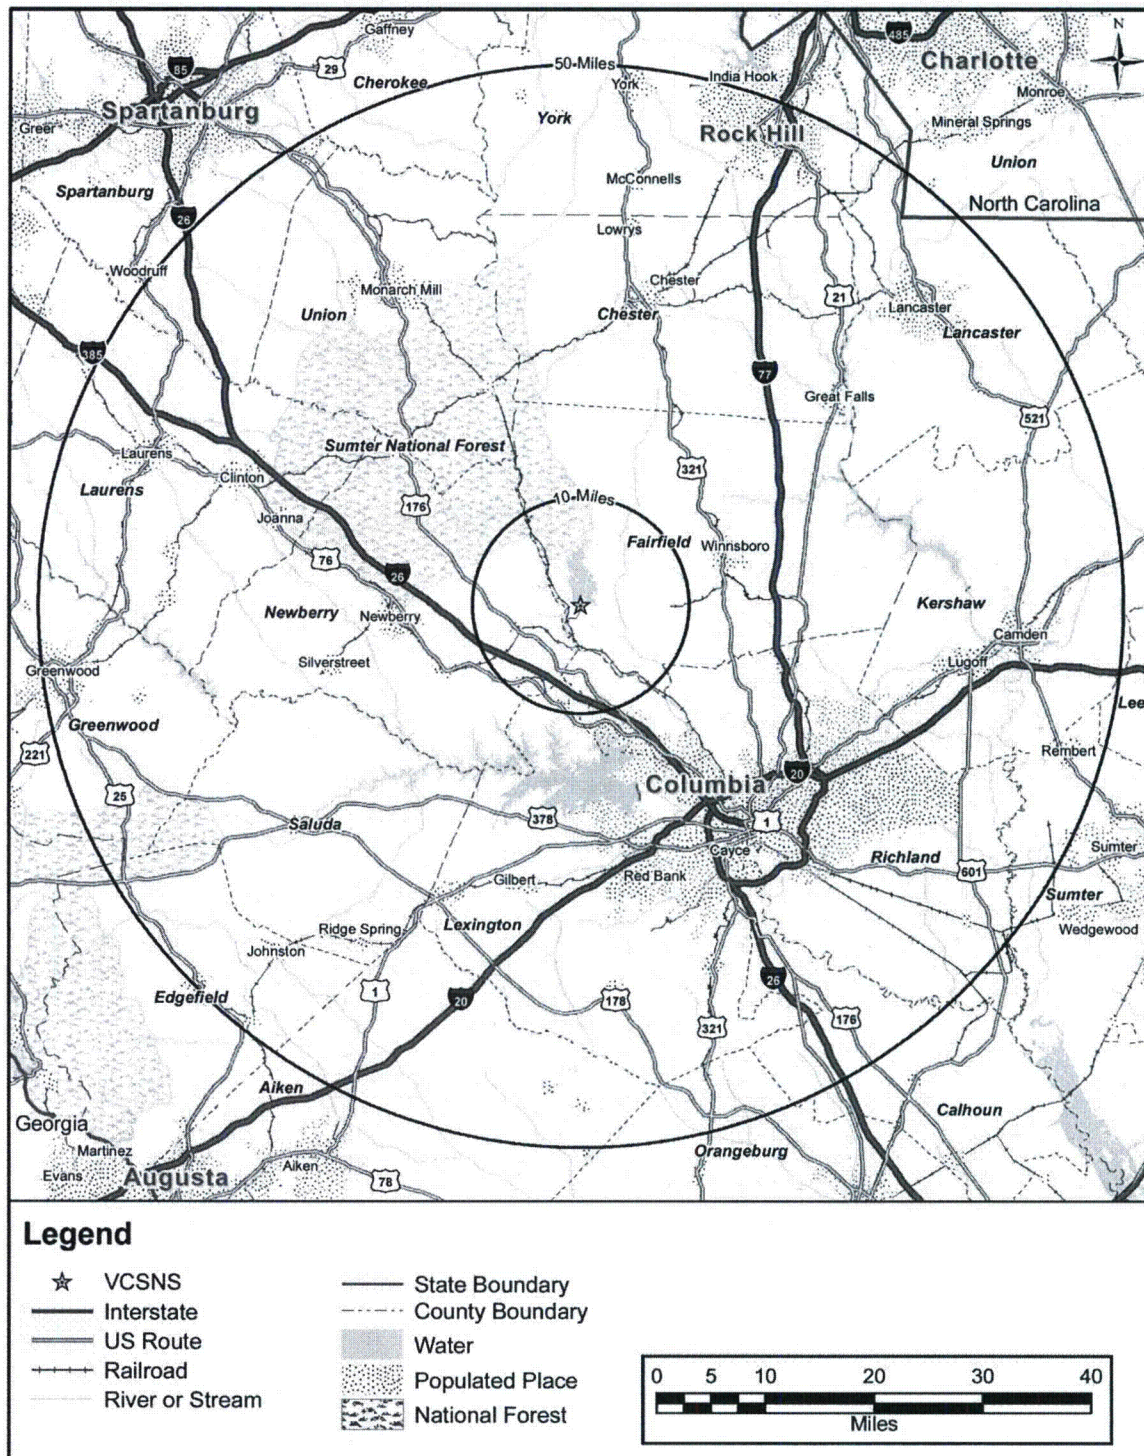 N
485
Gaffney
Charlotte
85
29
50-Miles
Cherokee
York
India Hook
Monroe
Spartanburg
Greer
York
Rock Hill
Mineral Springs
Union
Spartanburg
McConnells
North Carolina
26
Lowrys
Woodruff
Monarch Mill
Chester
21
Union
Chester
Lancaster
Lancaster
385
77
Great Falls
521
Laurens
Sumter National Forest
Clinton
321
Laurens
10-Miles
176
Joanna
Fairfield
Winnsboro
76
26
Newberry
Newberry
Kershaw
Camden
Silverstreet
Lugoff
Greenwood
Greenwood
Lee
221
Rembert
25
Columbia
20
Saluda
378
1
Cayce
Richland
Sumter
Gilbert
Red Bank
601
Sumter
Ridge Spring
Lexington
Wedgewood
Johnston
Edgefield
1
20
178
26
321
176
Aiken
Calhoun
Georgia
Martinez
Evans
Augusta
Aiken
78
Orangeburg
Legend
VCSNS
Interstate
US Route
Railroad
River or Stream
State Boundary
County Boundary
Water
Populated Place
National Forest
0 5 10 20 30 40
Miles